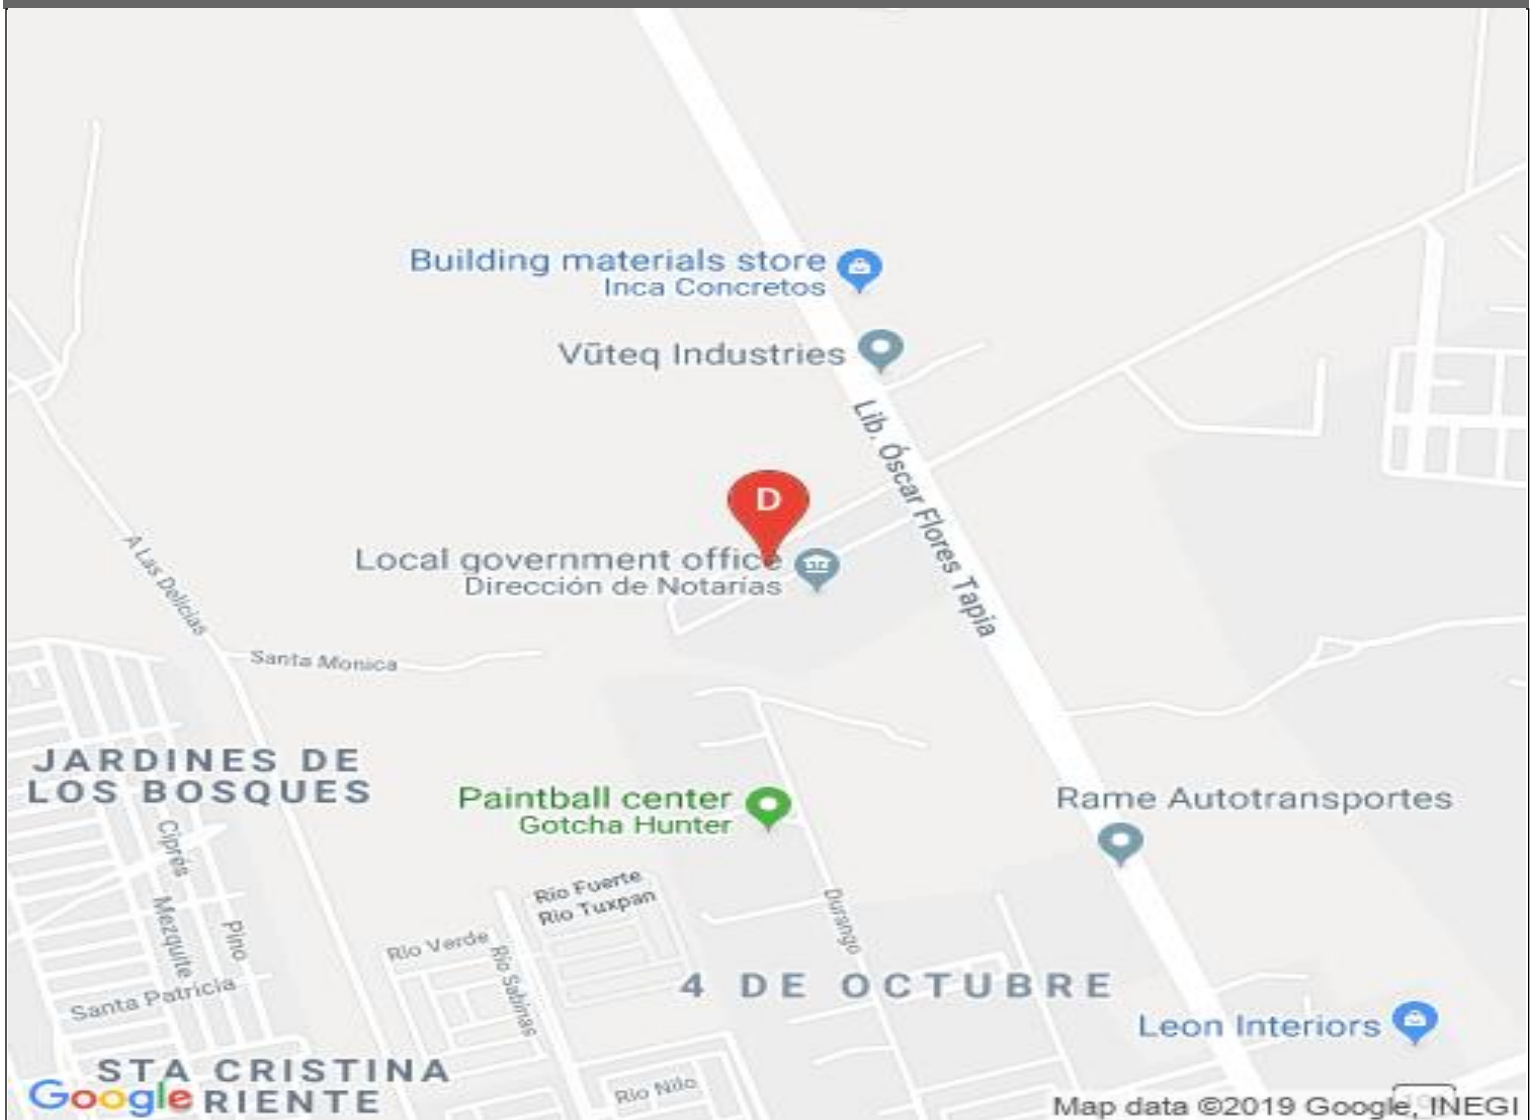 Building materials store
Inca Concretos
Vūteq Industries
Lib. Óscar Flores Tapia
D
Local government office
Dirección de Notarías
A Las Delicias
Santa Monica
JARDINES DE
LOS BOSQUES
Paintball center
Gotcha Hunter
Rame Autotransportes
Ciprés
Mezquite
Pino
Rio Fuerte
Rio Tuxpan
Rio Verde
Rio Sabinas
Durango
Santa Patricia
4 DE OCTUBRE
Leon Interiors
STA CRISTINA
RIENTE
Rio Nilo
Google
Map data ©2019 Google, INEGI